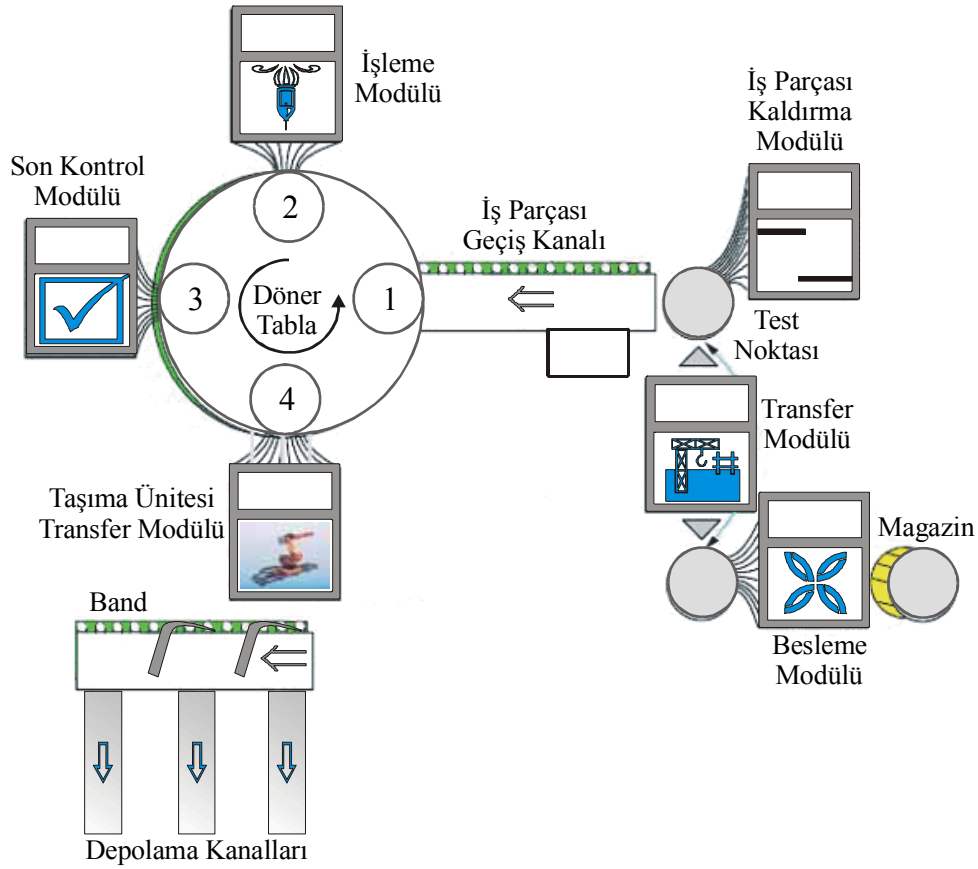 İşleme
Modülü
İş Parçası
Kaldırma
Modülü
Son Kontrol
Modülü
2
İş Parçası
Geçiş Kanalı
3
Döner
Tabla
1
Test
Noktası
4
Transfer
Modülü
Taşıma Ünitesi
Transfer Modülü
Magazin
Band
Besleme
Modülü
Depolama Kanalları